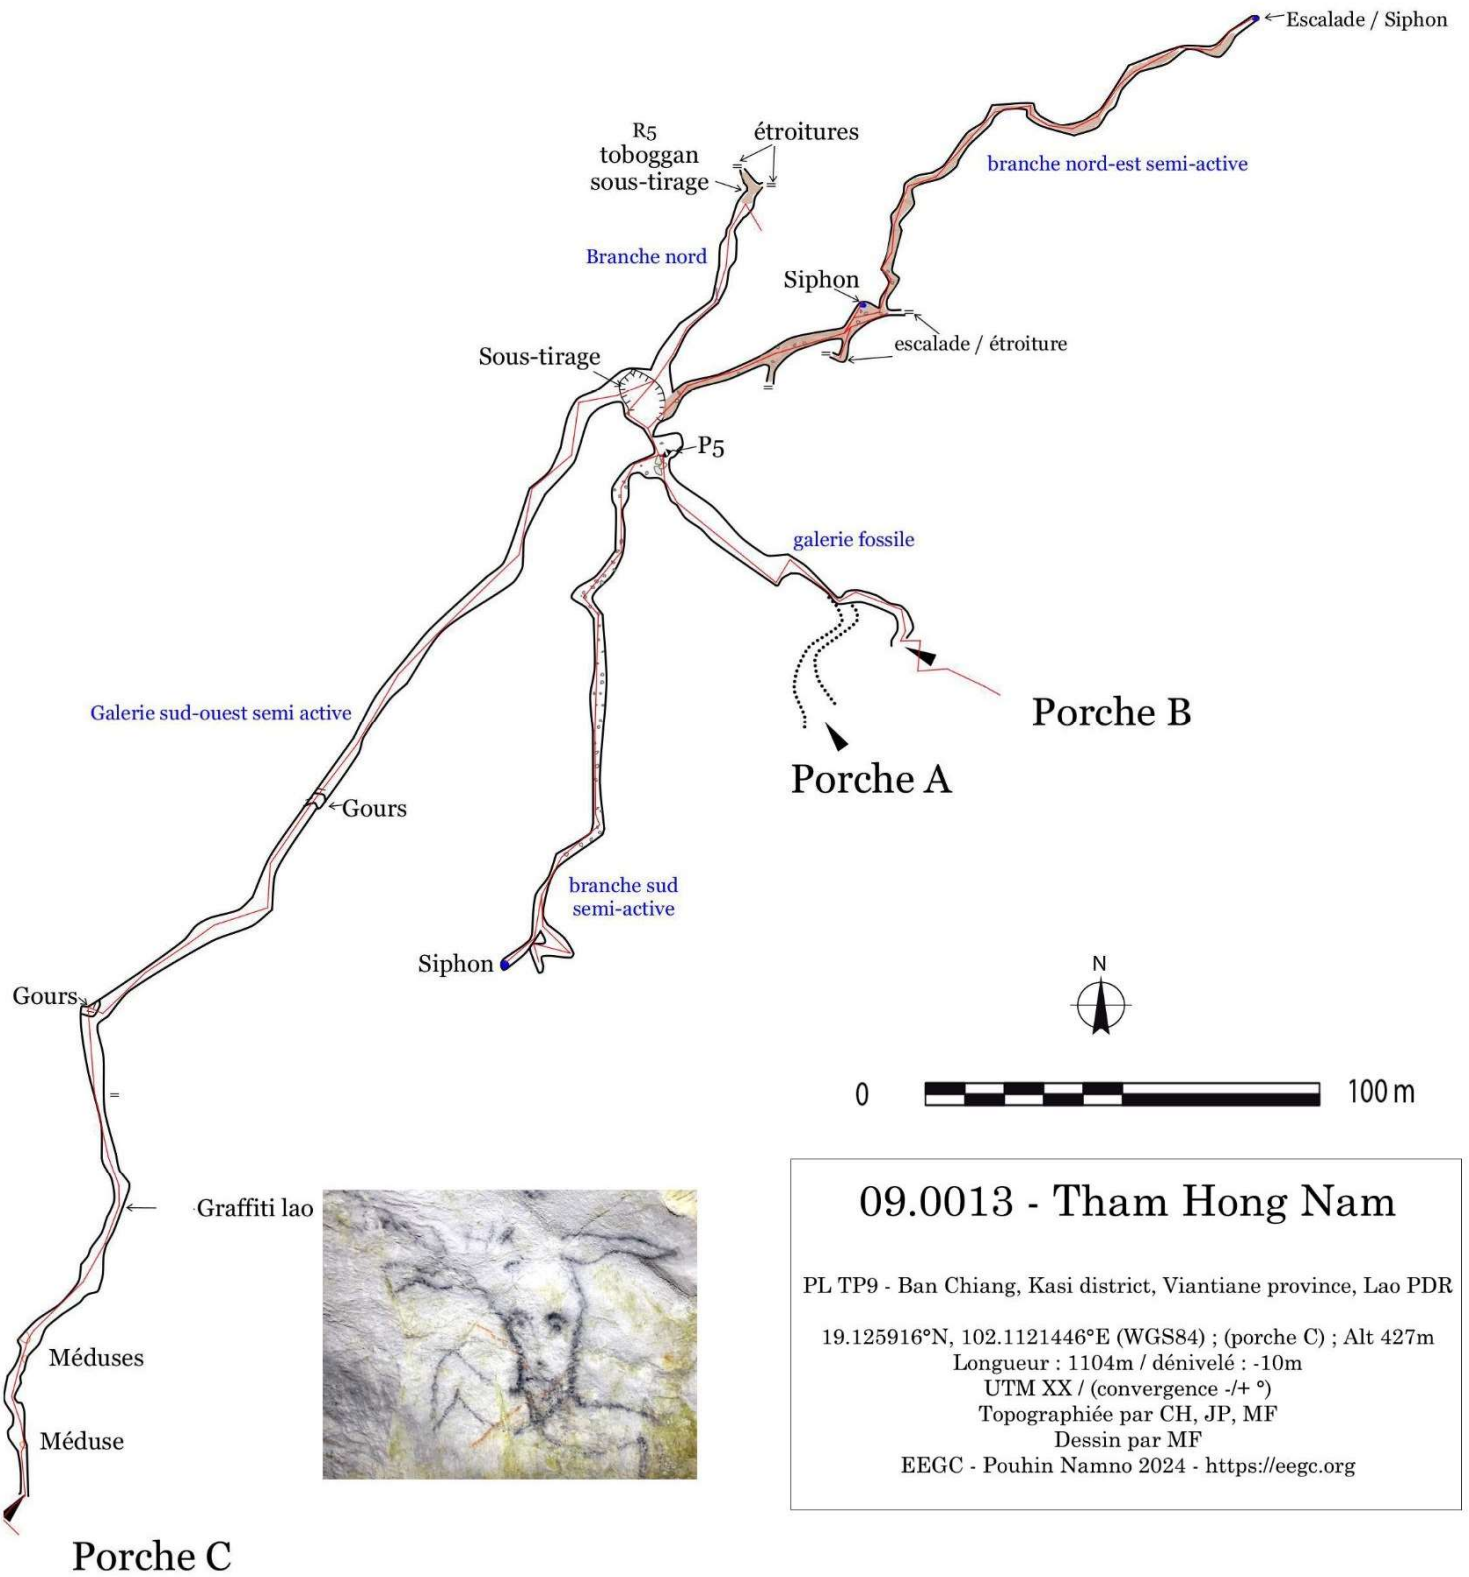 Escalade / Siphon
R5
toboggan
sous-tirage
étroitures
branche nord-est semi-active
Branche nord
Siphon
escalade / étroiture
Sous-tirage
P5
galerie fossile
Galerie sud-ouest semi active
Porche B
Porche A
Gours
branche sud
semi-active
Siphon
Gours
N
0
100 m
Graffiti lao
Méduses
Méduse
Porche C
09.0013 - Tham Hong Nam
PL TP9 - Ban Chiang, Kasi district, Viantiane province, Lao PDR
19.125916°N, 102.1121446°E (WGS84) ; (porche C) ; Alt 427m
Longueur : 1104m / dénivelé : -10m
UTM XX / (convergence -/+ °)
Topographiée par CH, JP, MF
Dessin par MF
EEGC - Pouhin Namno 2024 - https://eegc.org